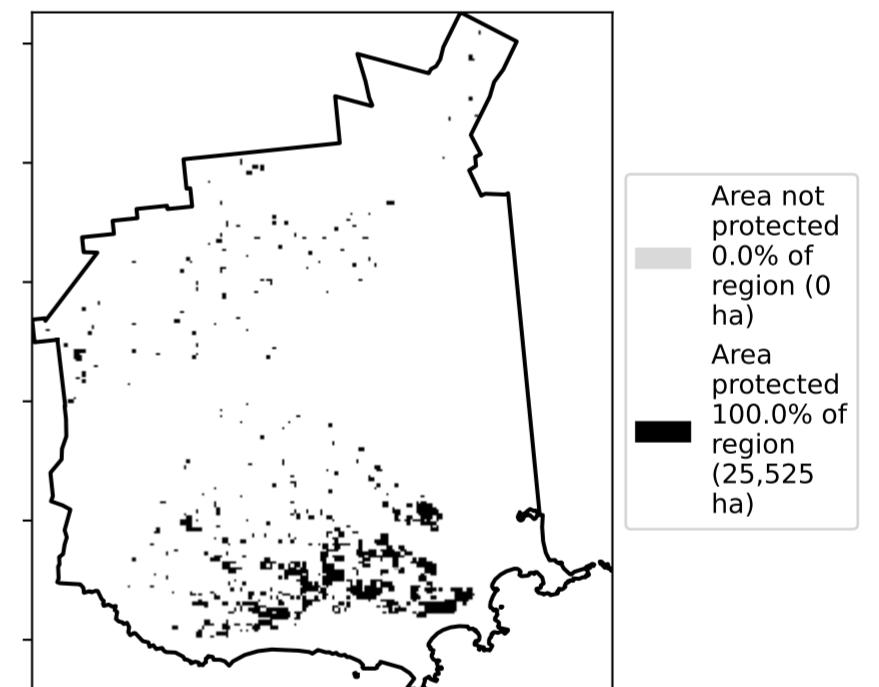 Area not
protected
0.0% of
region (0
ha)
Area
protected
100.0% of
region
(25,525
ha)